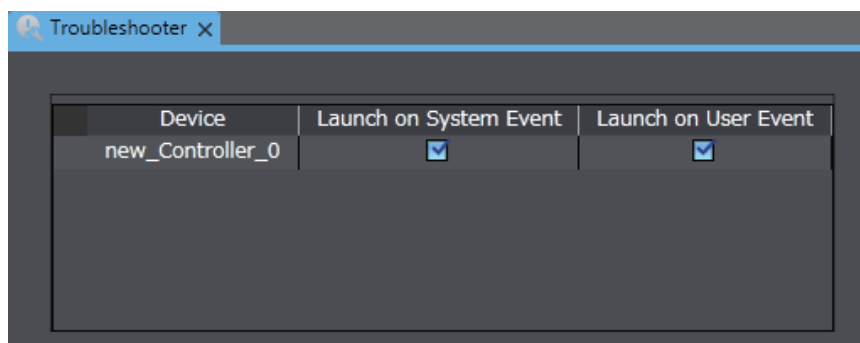 Troubleshooter
Device Launch on System Event Launch on User Event
new_Controller_0